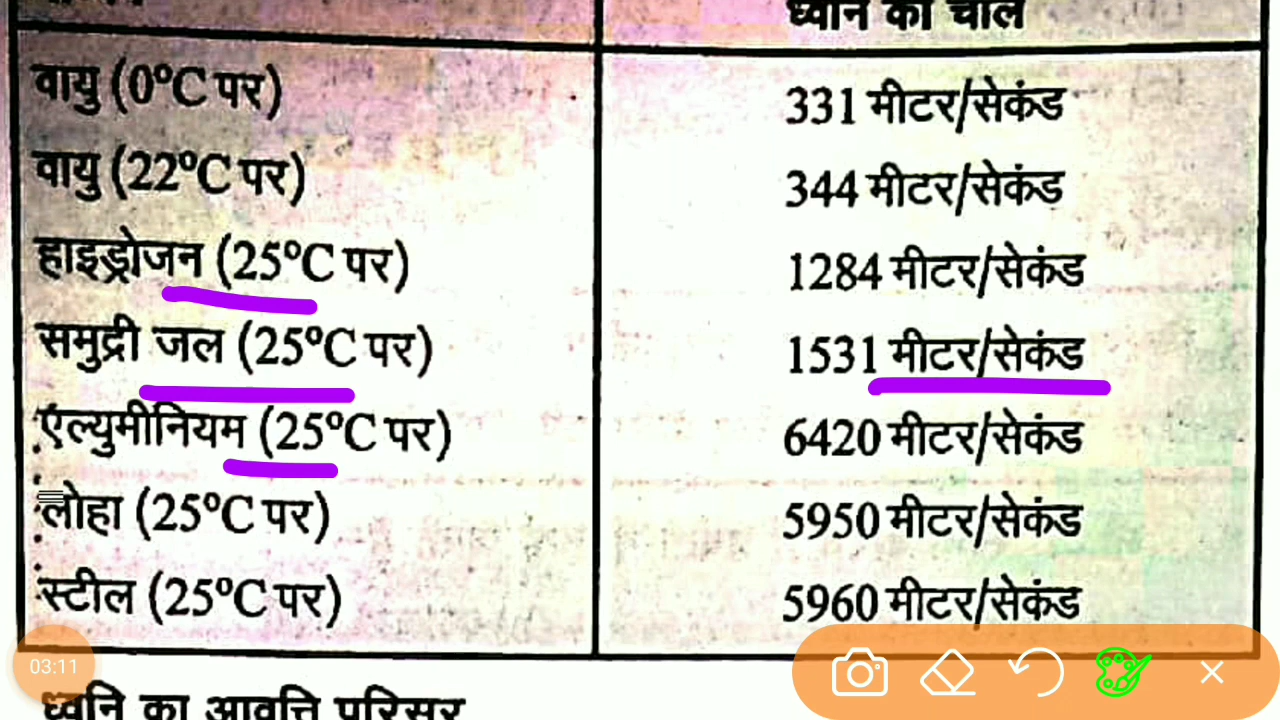 ध्वनि की चाल
वायु (0°C पर) 331 मीटर/सेकंड
वायु (22°C पर) 344 मीटर/सेकंड
हाइड्रोजन (25°C पर) 1284 मीटर/सेकंड
समुद्री जल (25°C पर) 1531 मीटर/सेकंड
एल्युमीनियम (25°C पर) 6420 मीटर/सेकंड
लोहा (25°C पर) 5950 मीटर/सेकंड
स्टील (25°C पर) 5960 मीटर/सेकंड
03:11
ध्वनि का आवृत्ति परिसर